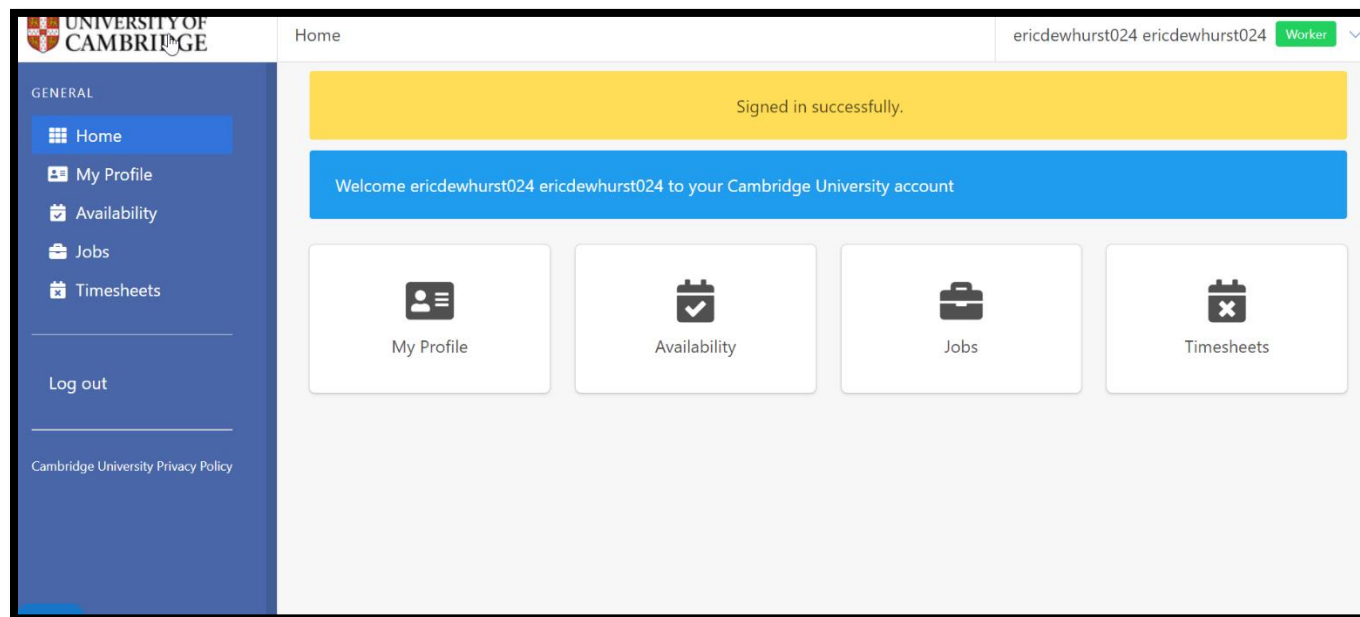 UNIVERSITY OF
CAMBRIDGE
Home
ericdewhurst024 ericdewhurst024 Worker
GENERAL
Home
My Profile
Availability
Jobs
Timesheets
Log out
Cambridge University Privacy Policy
Signed in successfully.
Welcome ericdewhurst024 ericdewhurst024 to your Cambridge University account
My Profile
Availability
Jobs
Timesheets